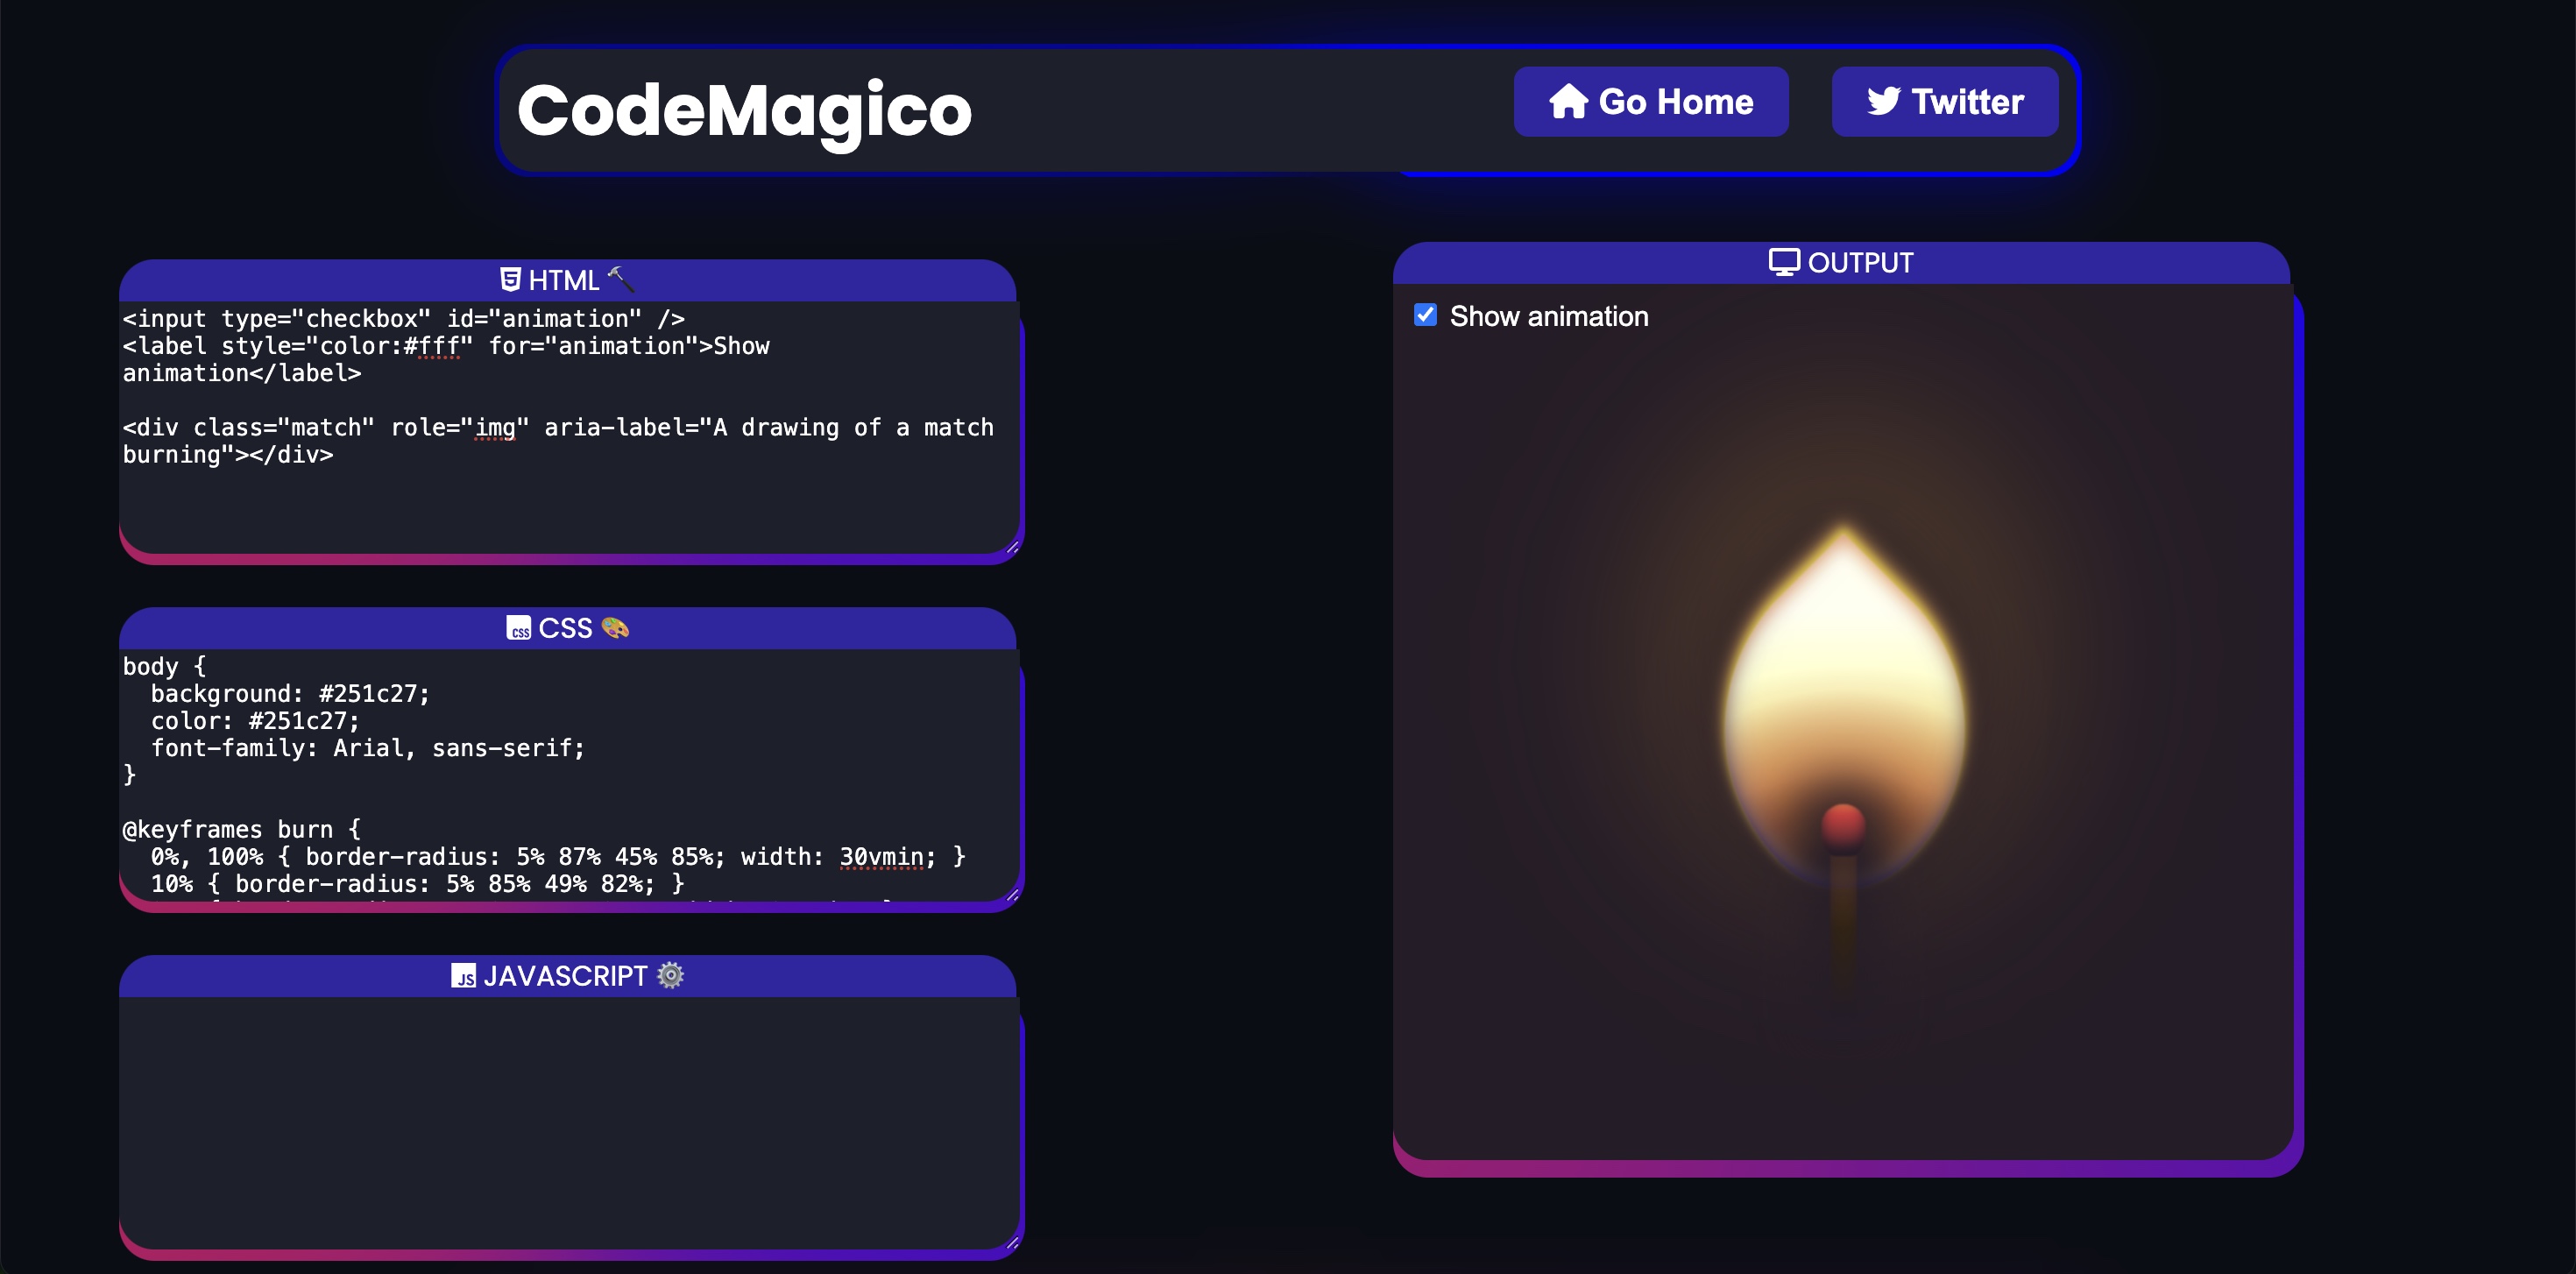 CodeMagico
Go Home
Twitter
HTML
<input type="checkbox" id="animation" />
<label style="color:#fff" for="animation">Show
animation</label>
<div class="match" role="img" aria-label="A drawing of a match
burning"></div>
CSS
body {
  background: #251c27;
  color: #251c27;
  font-family: Arial, sans-serif;
}
@keyframes burn {
  0%, 100% { border-radius: 5% 87% 45% 85%; width: 30vmin; }
  10% { border-radius: 5% 85% 49% 82%; }
JAVASCRIPT
OUTPUT
Show animation